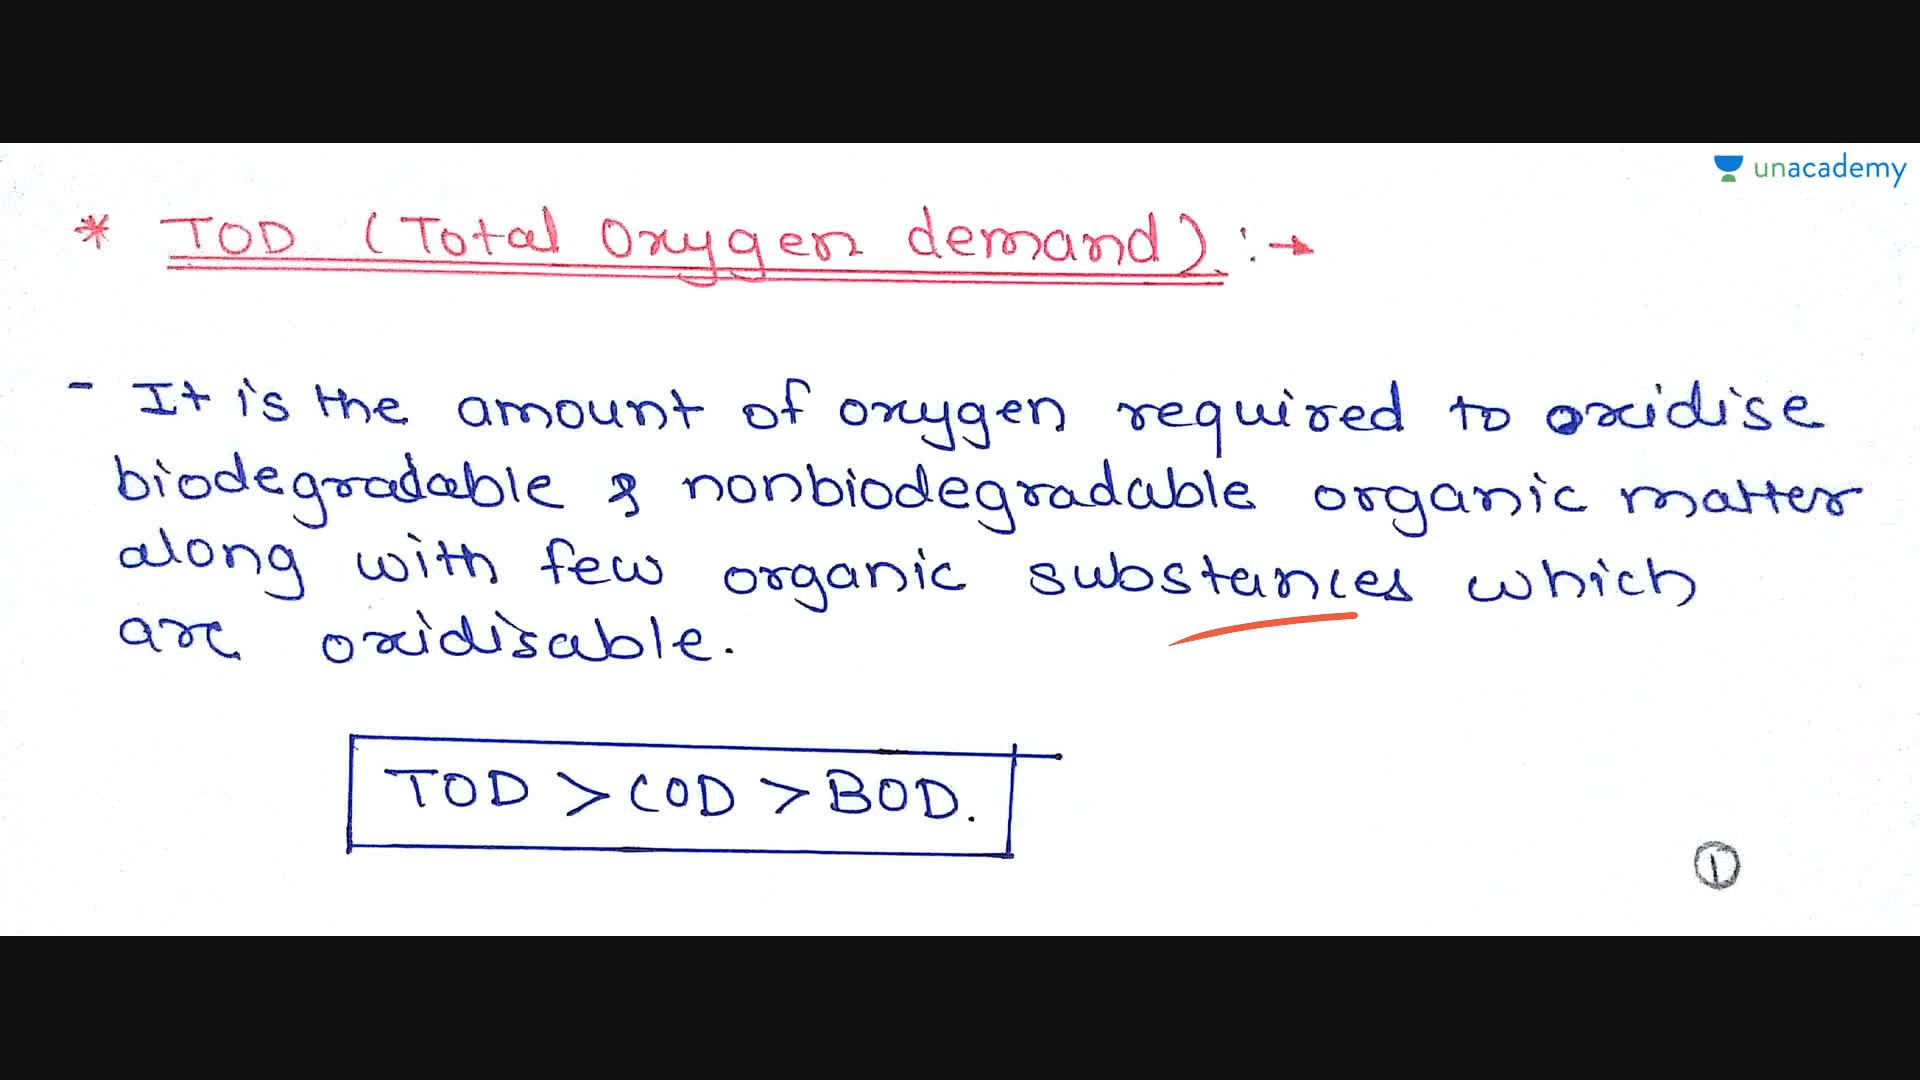 unacademy
* TOD (Total Oxygen demand) :→
- It is the amount of oxygen required to oxidise
biodegradable & nonbiodegradable organic matter
along with few organic substances which
are oxidisable.
TOD > COD > BOD.
1